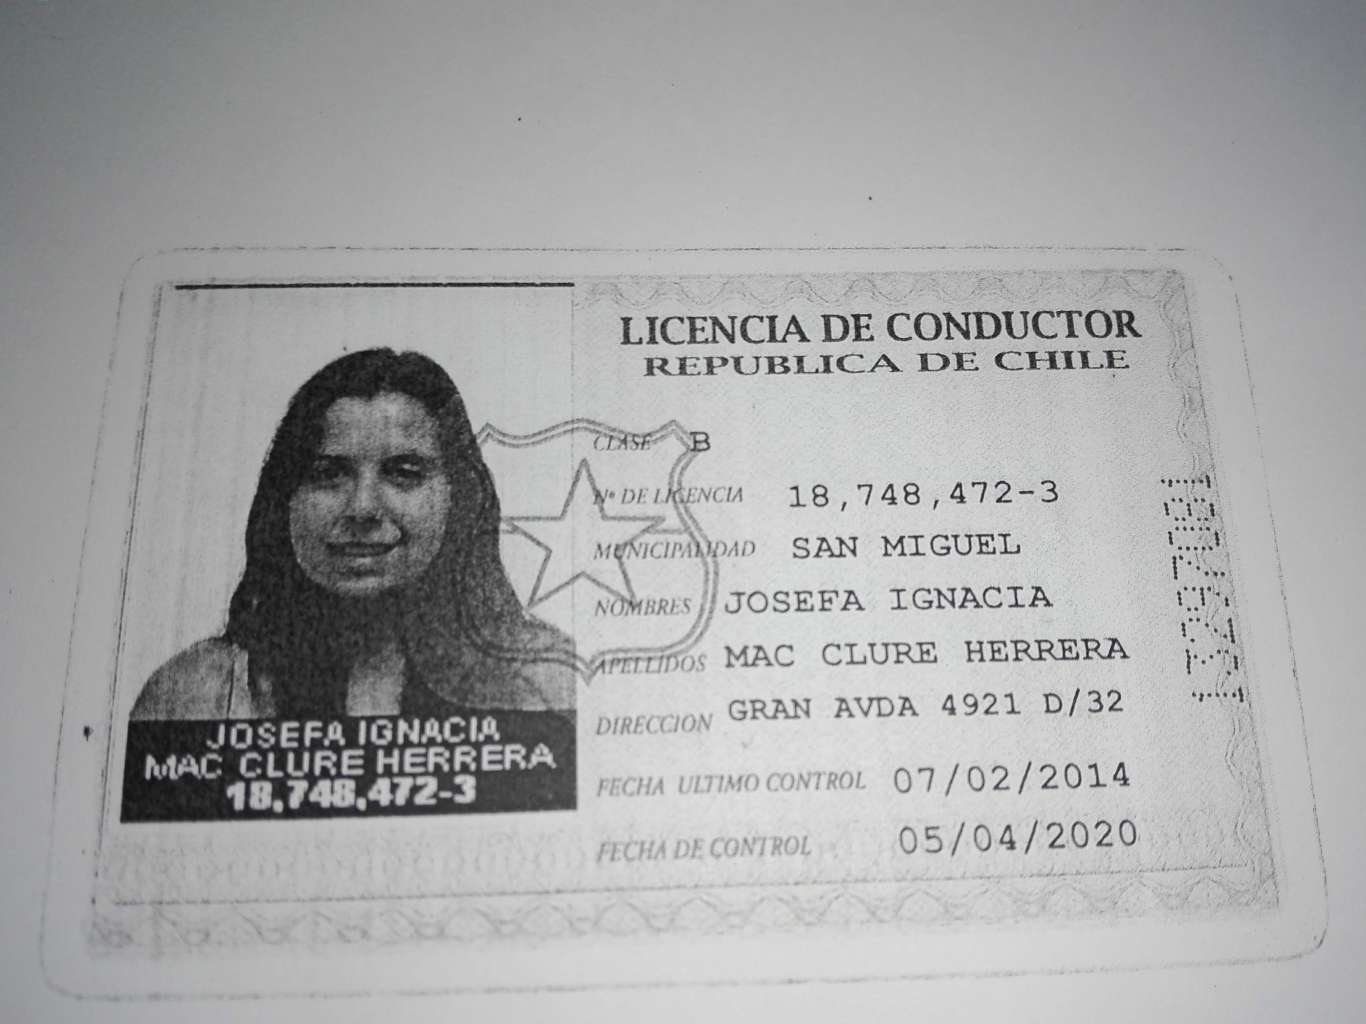 LICENCIA DE CONDUCTOR
REPUBLICA DE CHILE
CLASE B
Nº DE LICENCIA 18,748,472-3
MUNICIPALIDAD SAN MIGUEL
NOMBRES JOSEFA IGNACIA
APELLIDOS MAC CLURE HERRERA
DIRECCION GRAN AVDA 4921 D/32
FECHA ULTIMO CONTROL 07/02/2014
FECHA DE CONTROL 05/04/2020
JOSEFA IGNACIA
MAC CLURE HERRERA
18,748,472-3